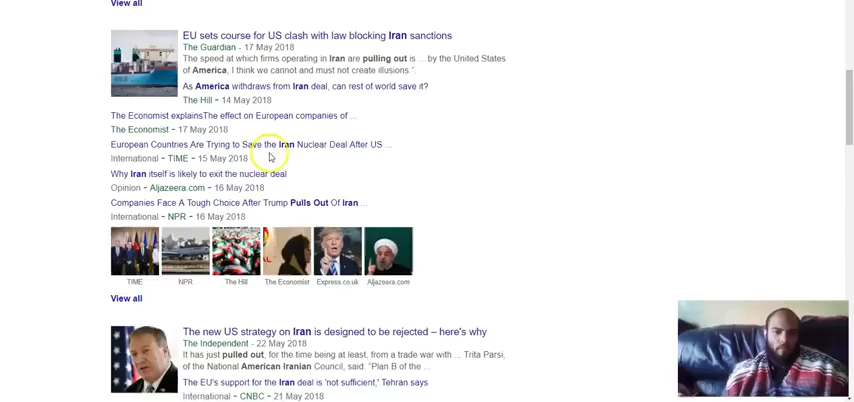 View all
EU sets course for US clash with law blocking Iran sanctions
The Guardian - 17 May 2018
The speed at which firms operating in Iran are pulling out is ... by the United States
of America, I think we cannot and must not create illusions ”.
As America withdraws from Iran deal, can rest of world save it?
The Hill - 14 May 2018
The Economist explainsThe effect on European companies of ...
The Economist - 17 May 2018
European Countries Are Trying to Save the Iran Nuclear Deal After US ...
International - TIME - 15 May 2018
Why Iran itself is likely to exit the nuclear deal
Opinion - Aljazeera.com - 16 May 2018
Companies Face A Tough Choice After Trump Pulls Out Of Iran ...
International - NPR - 16 May 2018
TIME NPR The Hill The Economist Express.co.uk Aljazeera.com
View all
The new US strategy on Iran is designed to be rejected – here's why
The Independent - 22 May 2018
It has just pulled out, for the time being at least, from a trade war with ... Trita Parsi,
of the National American Iranian Council, said: “Plan B of the ...
The EU's support for the Iran deal is 'not sufficient,' Tehran says
International - CNBC - 21 May 2018